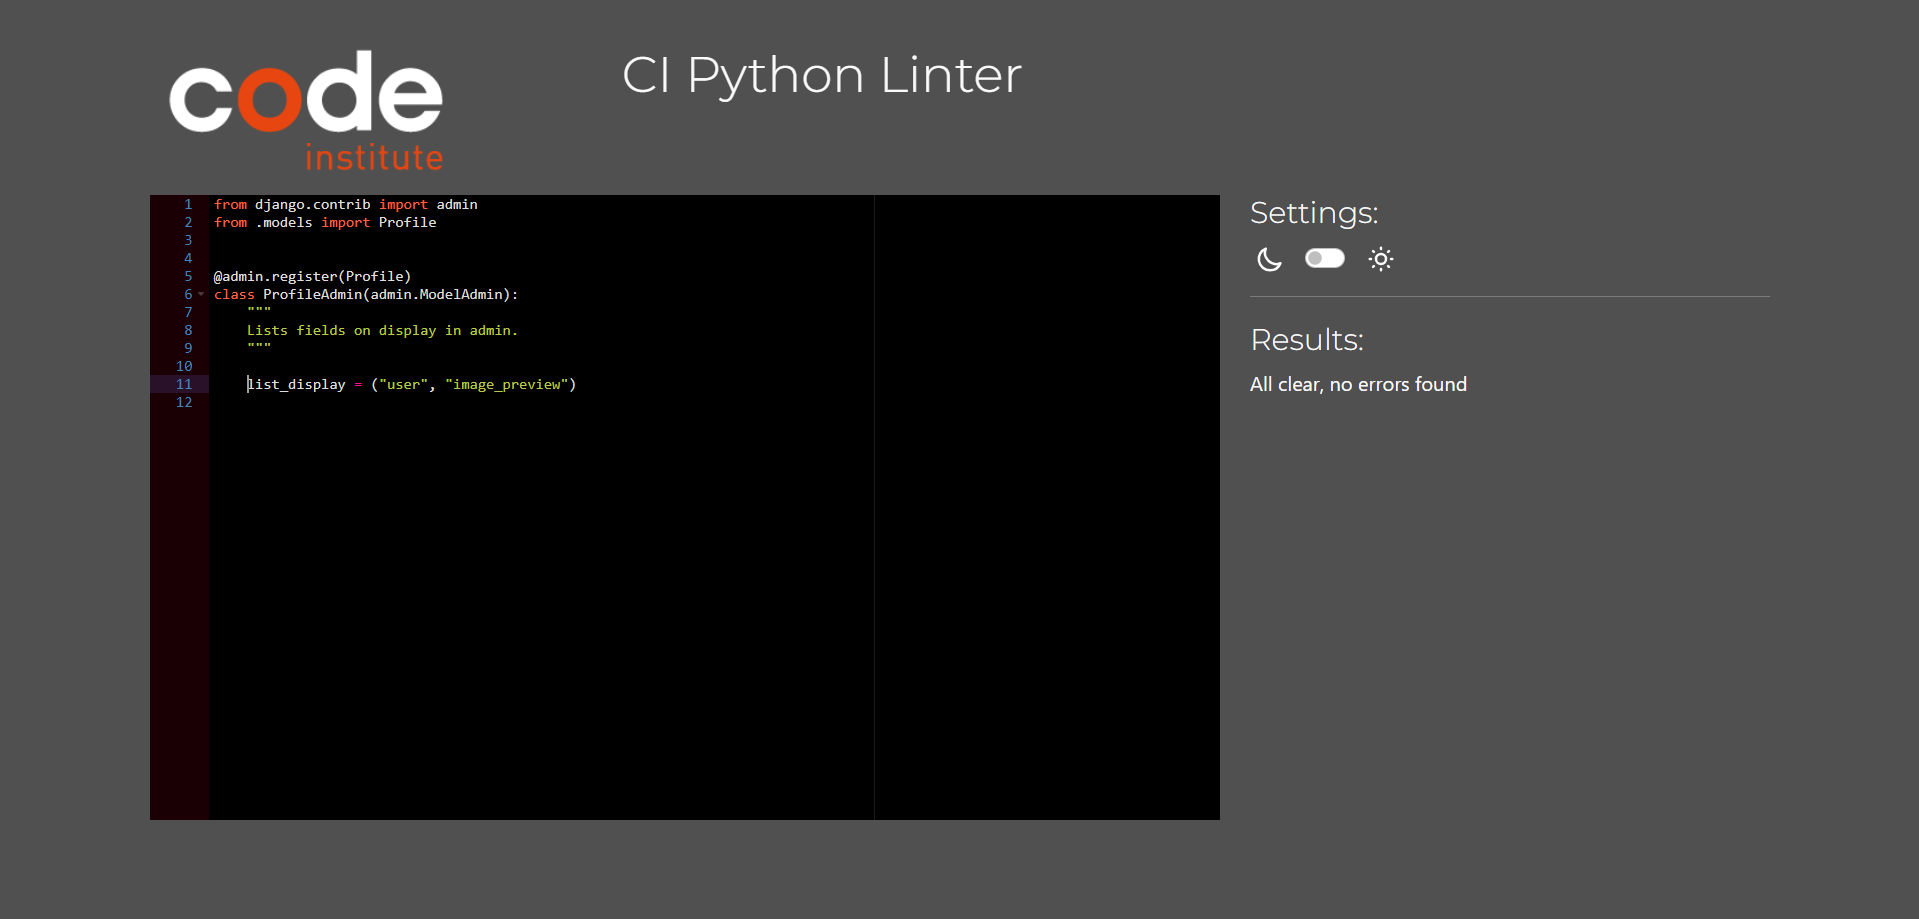 code
institute
CI Python Linter
1 from django.contrib import admin
2 from .models import Profile
3
4
5 @admin.register(Profile)
6 class ProfileAdmin(admin.ModelAdmin):
7     """
8     Lists fields on display in admin.
9     """
10
11     list_display = ("user", "image_preview")
12
Settings:
Results:
All clear, no errors found